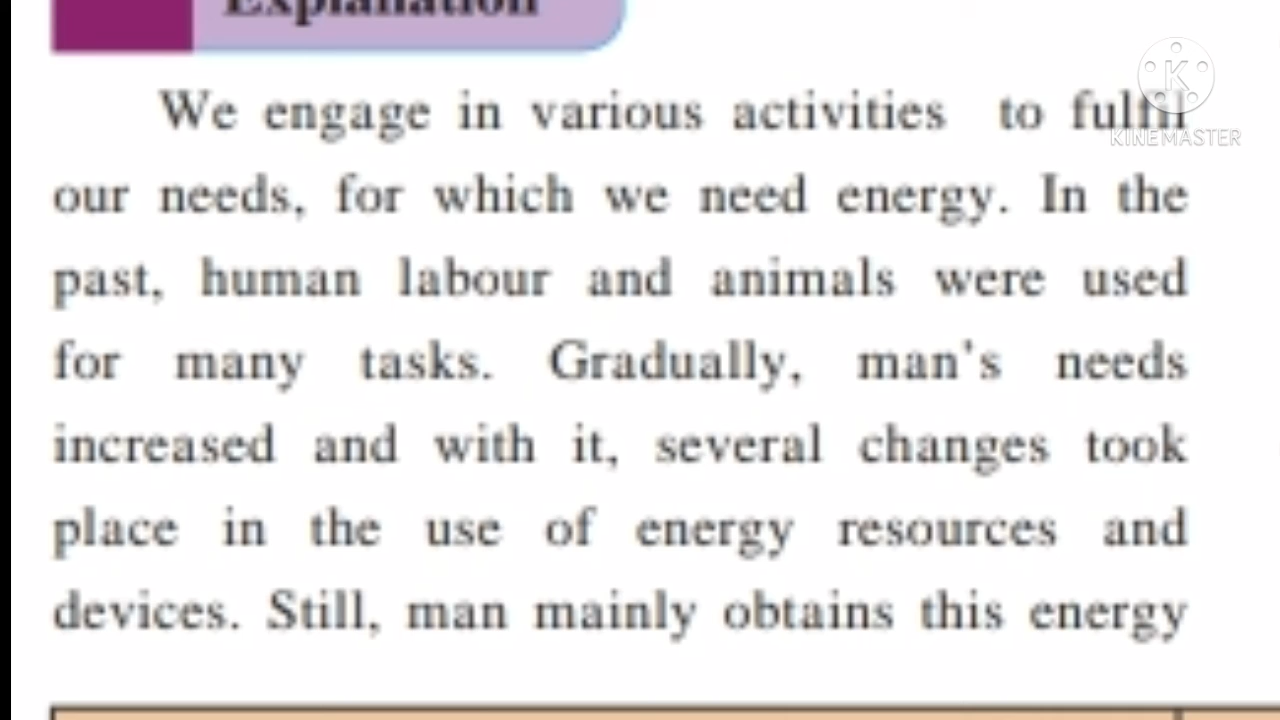 Explanation
We engage in various activities to fulfil
our needs, for which we need energy. In the
past, human labour and animals were used
for many tasks. Gradually, man's needs
increased and with it, several changes took
place in the use of energy resources and
devices. Still, man mainly obtains this energy
K
KINEMASTER